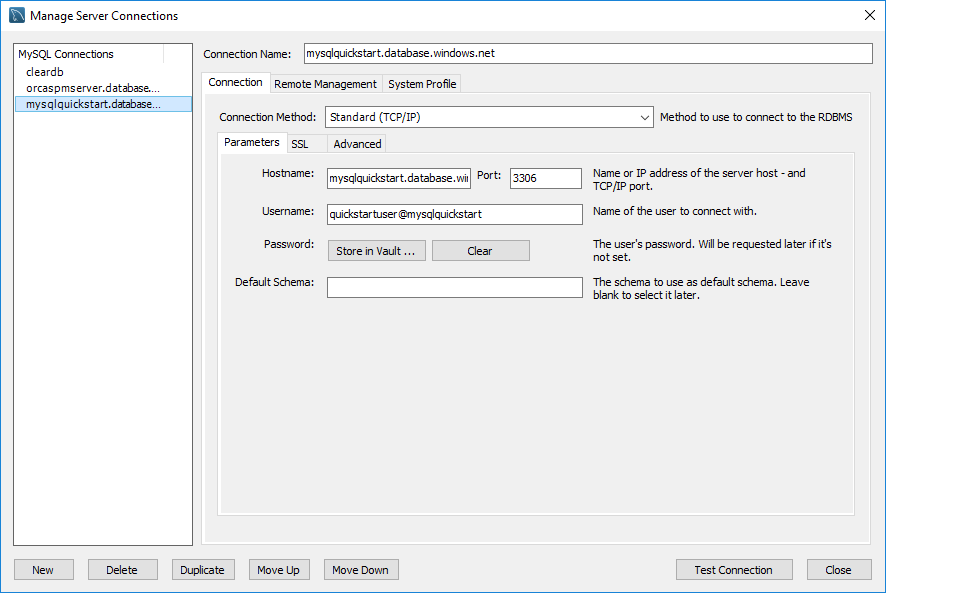 Manage Server Connections
MySQL Connections
cleardb
orcaspmserver.database....
mysqlquickstart.database...
Connection Name: mysqlquickstart.database.windows.net
Connection Remote Management System Profile
Connection Method: Standard (TCP/IP) Method to use to connect to the RDBMS
Parameters SSL Advanced
Hostname: mysqlquickstart.database.wi Port: 3306 Name or IP address of the server host - and
TCP/IP port.
Username: quickstartuser@mysqlquickstart Name of the user to connect with.
Password: Store in Vault ... Clear The user's password. Will be requested later if it's
not set.
Default Schema: The schema to use as default schema. Leave
blank to select it later.
New Delete Duplicate Move Up Move Down Test Connection Close